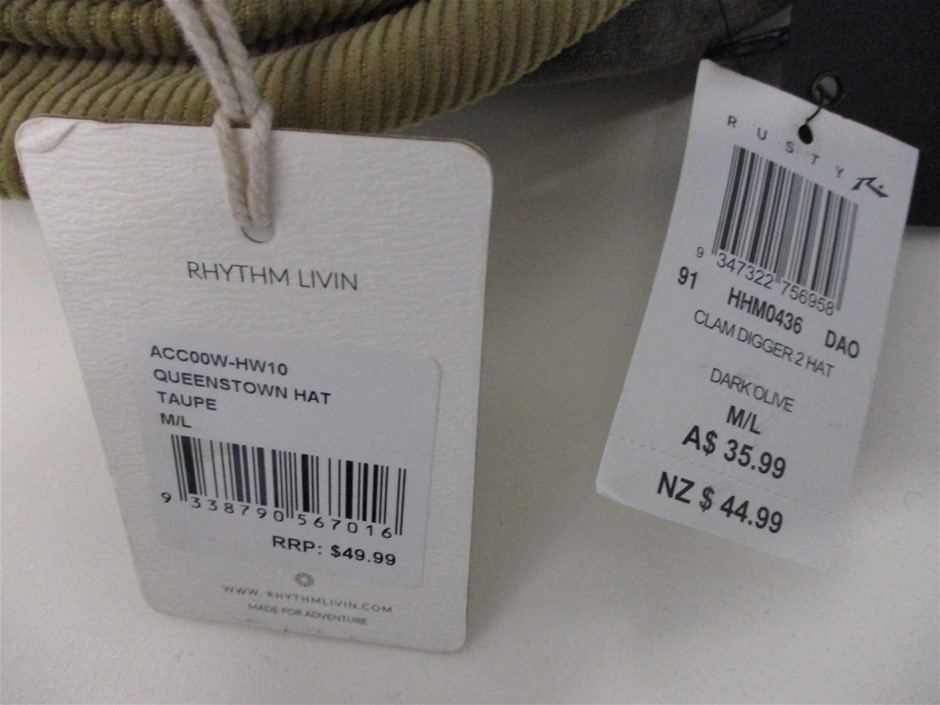 RHYTHM LIVIN
ACC00W-HW10
QUEENSTOWN HAT
TAUPE
M/L
9 338790 567016
RRP: $49.99
WWW. RHYTHMLIVIN.COM
MADE FOR ADVENTURE
RUSTY R.
9 347322 756958
91 HHM0436 DAO
CLAM DIGGER 2 HAT
DARK OLIVE
M/L
A$ 35.99
NZ $ 44.99